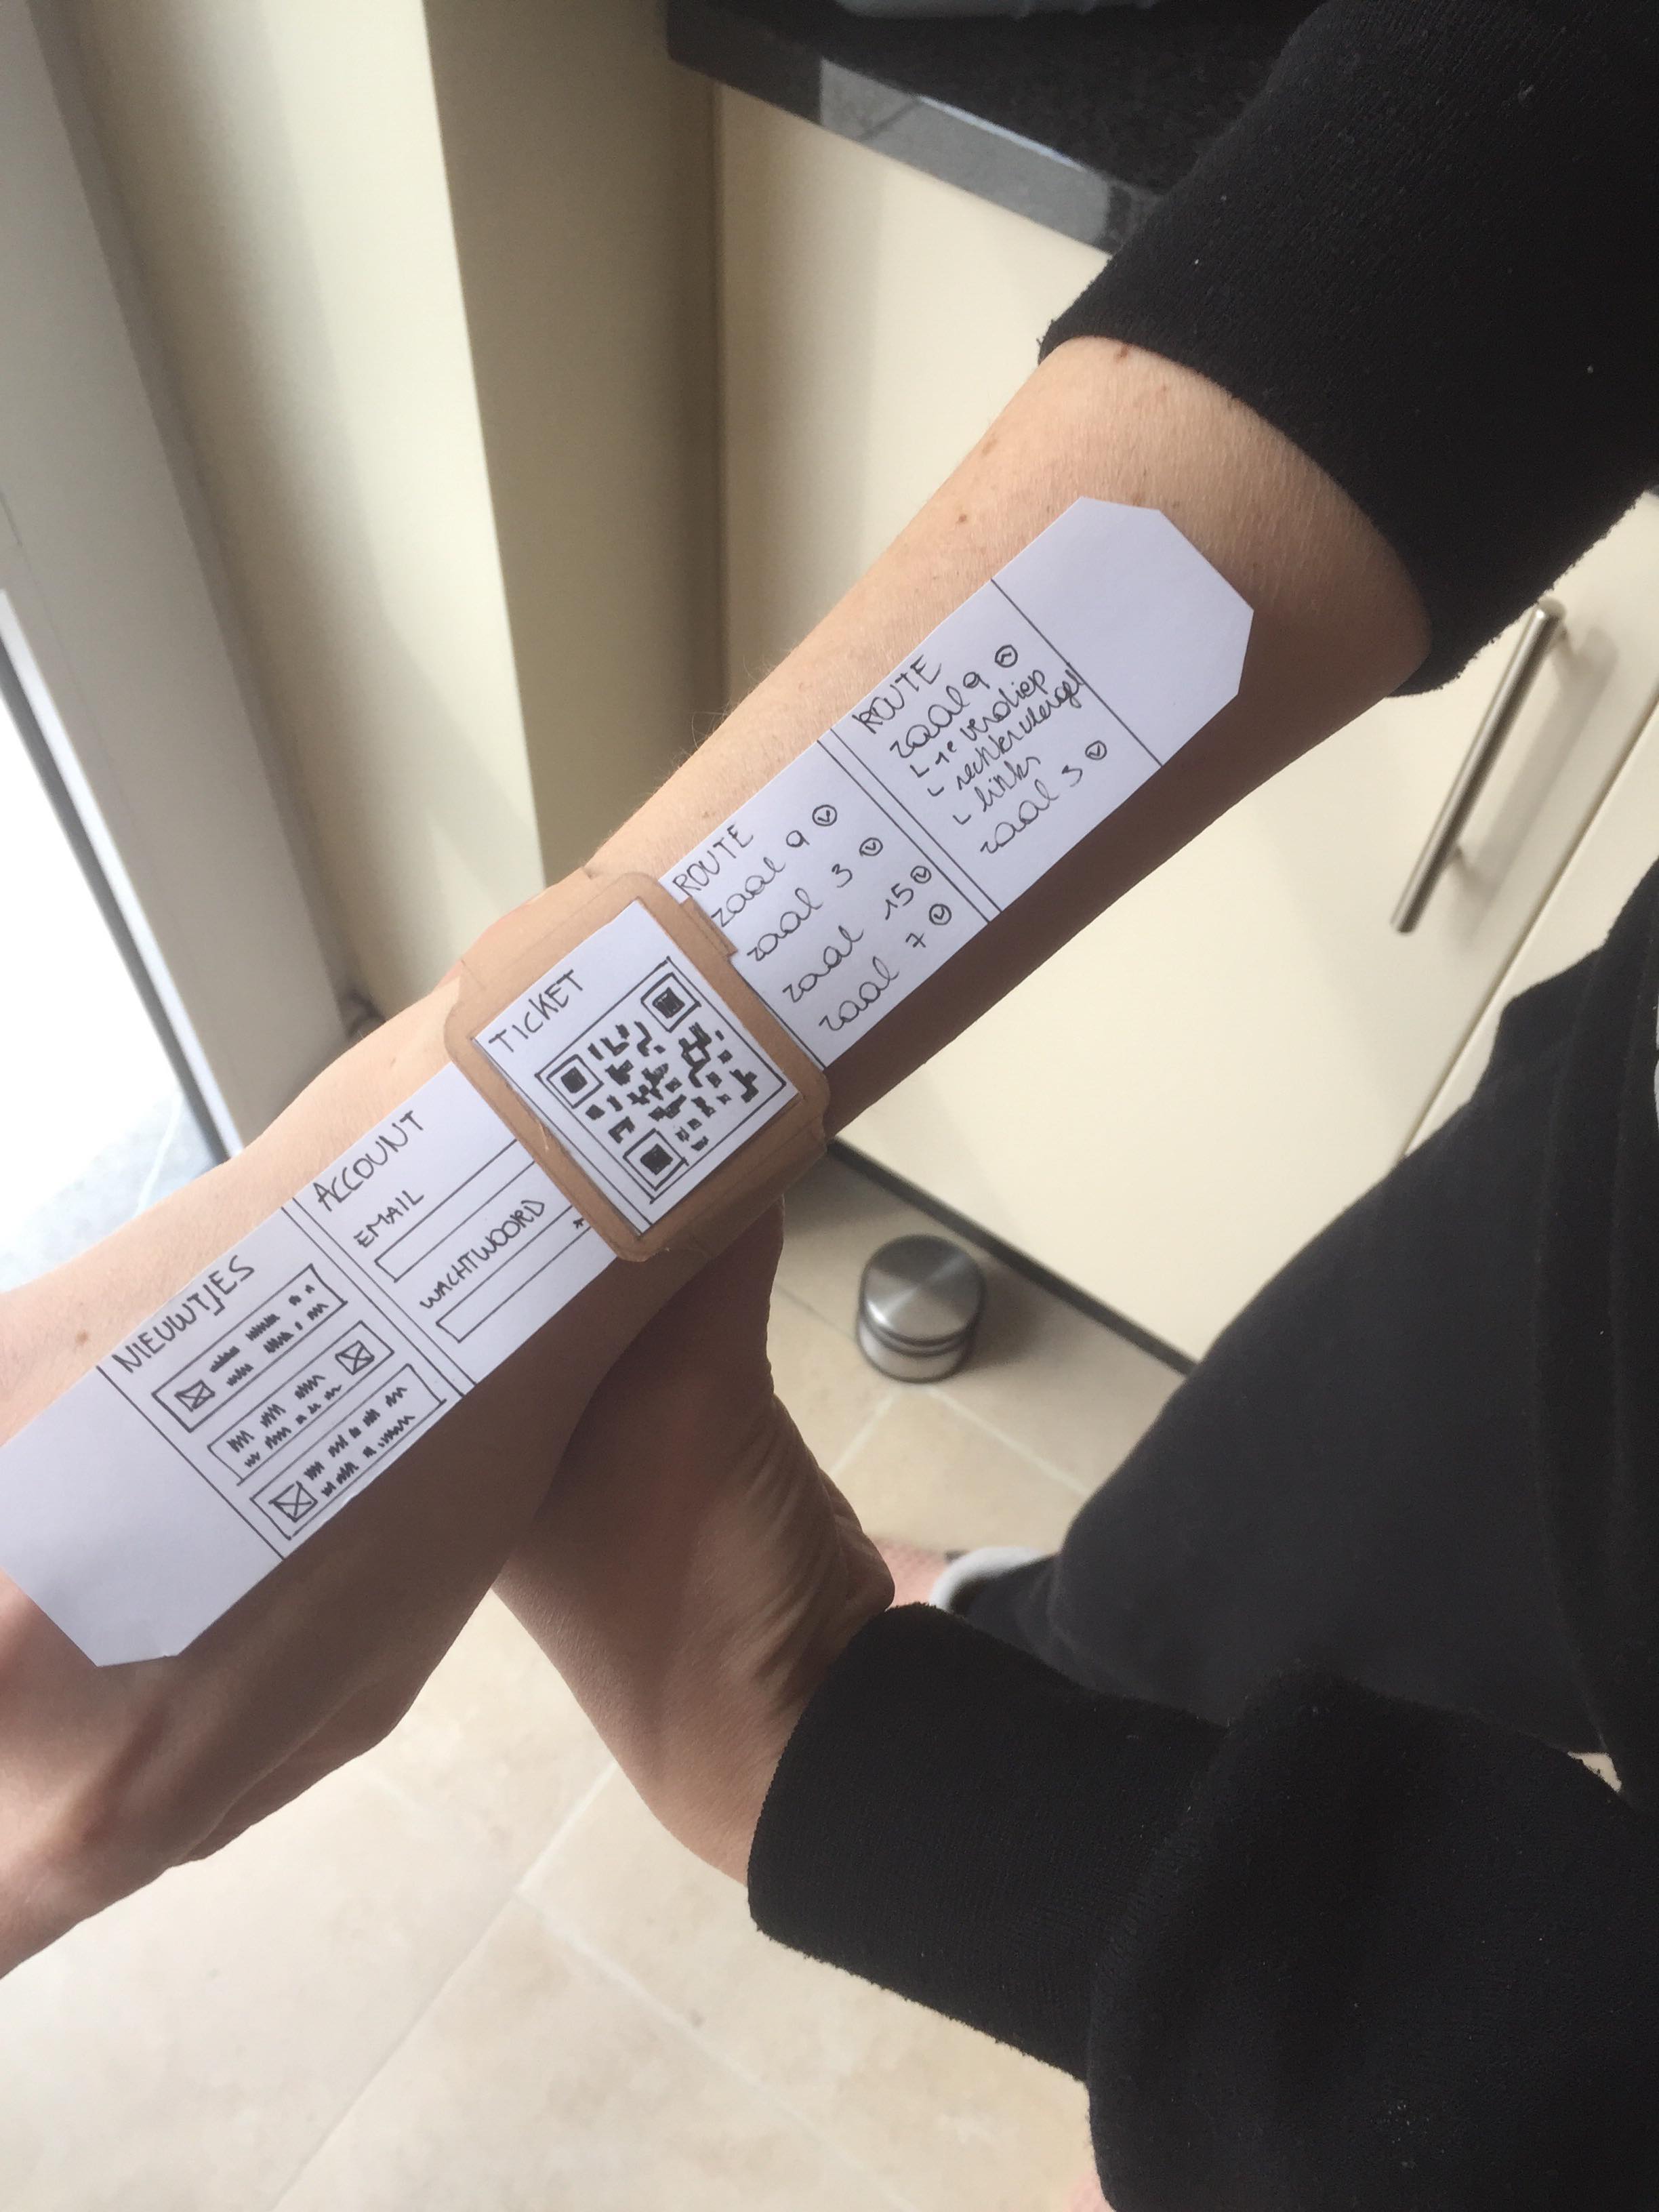 NIEUWTJES
ACCOUNT
EMAIL
WACHTWOORD
*
TICKET
ROUTE
zaal 9
zaal 3
zaal 15
zaal 7
ROUTE
zaal 9
1e verdiep
rechtervleugel
links
zaal 3